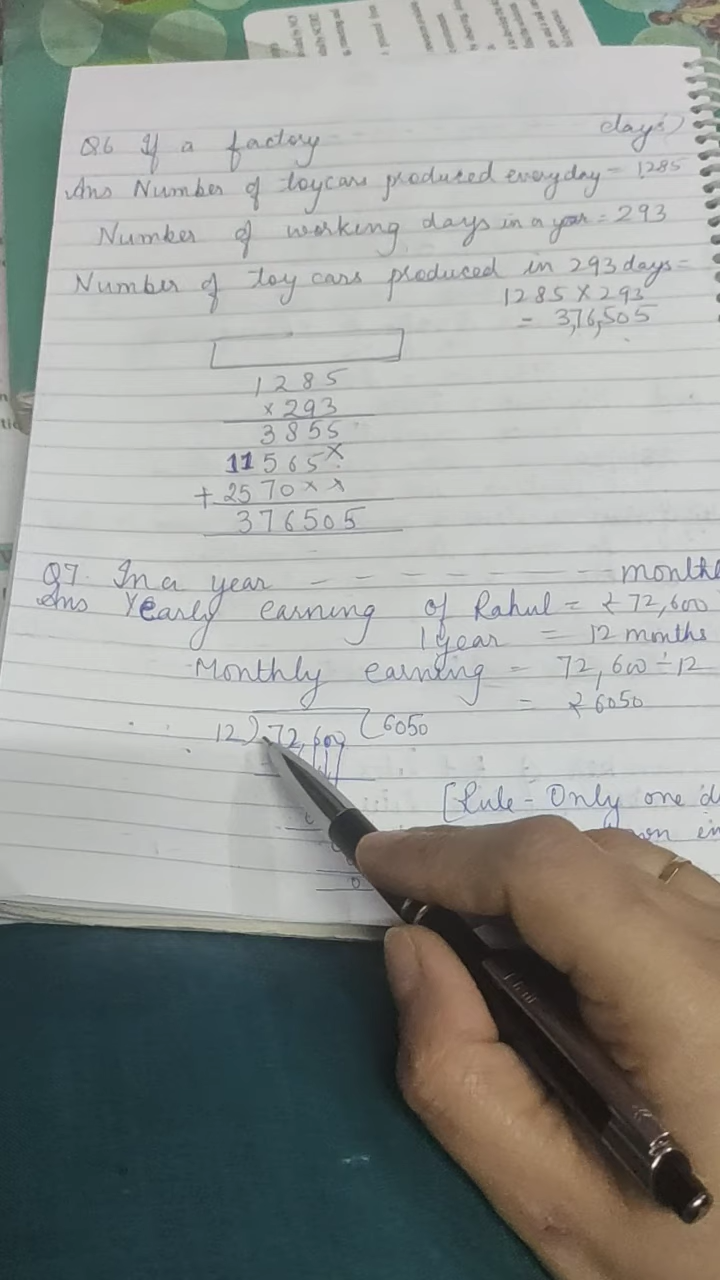 Q6 If a factory days)
Ans Number of toycars produced everyday = 1285
Number of working days in a year = 293
Number of toy cars produced in 293 days =
1285 × 293
= 3,76,505
1285
× 293
3855
11565×
+ 2570××
376505
Q7. In a year - - - - - - - - months
Ans Yearly earning of Rahul = ₹ 72,600
1 year = 12 months
Monthly earning = 72,600 ÷ 12
= ₹ 6050
12) 72,600 (6050
[Rule - Only one
0